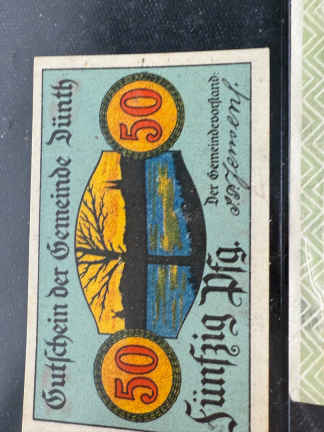 Gutschein der Gemeinde Dünth
50
50
Fünfzig Pfg.
Der Gemeindevorstand: